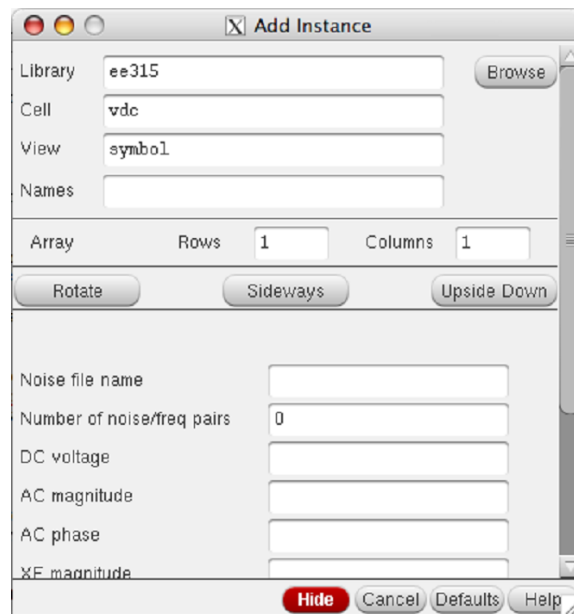 X Add Instance
Library ee315 Browse
Cell vdc
View symbol
Names
Array Rows 1 Columns 1
Rotate Sideways Upside Down
Noise file name
Number of noise/freq pairs 0
DC voltage
AC magnitude
AC phase
XF magnitude
Hide Cancel Defaults Help